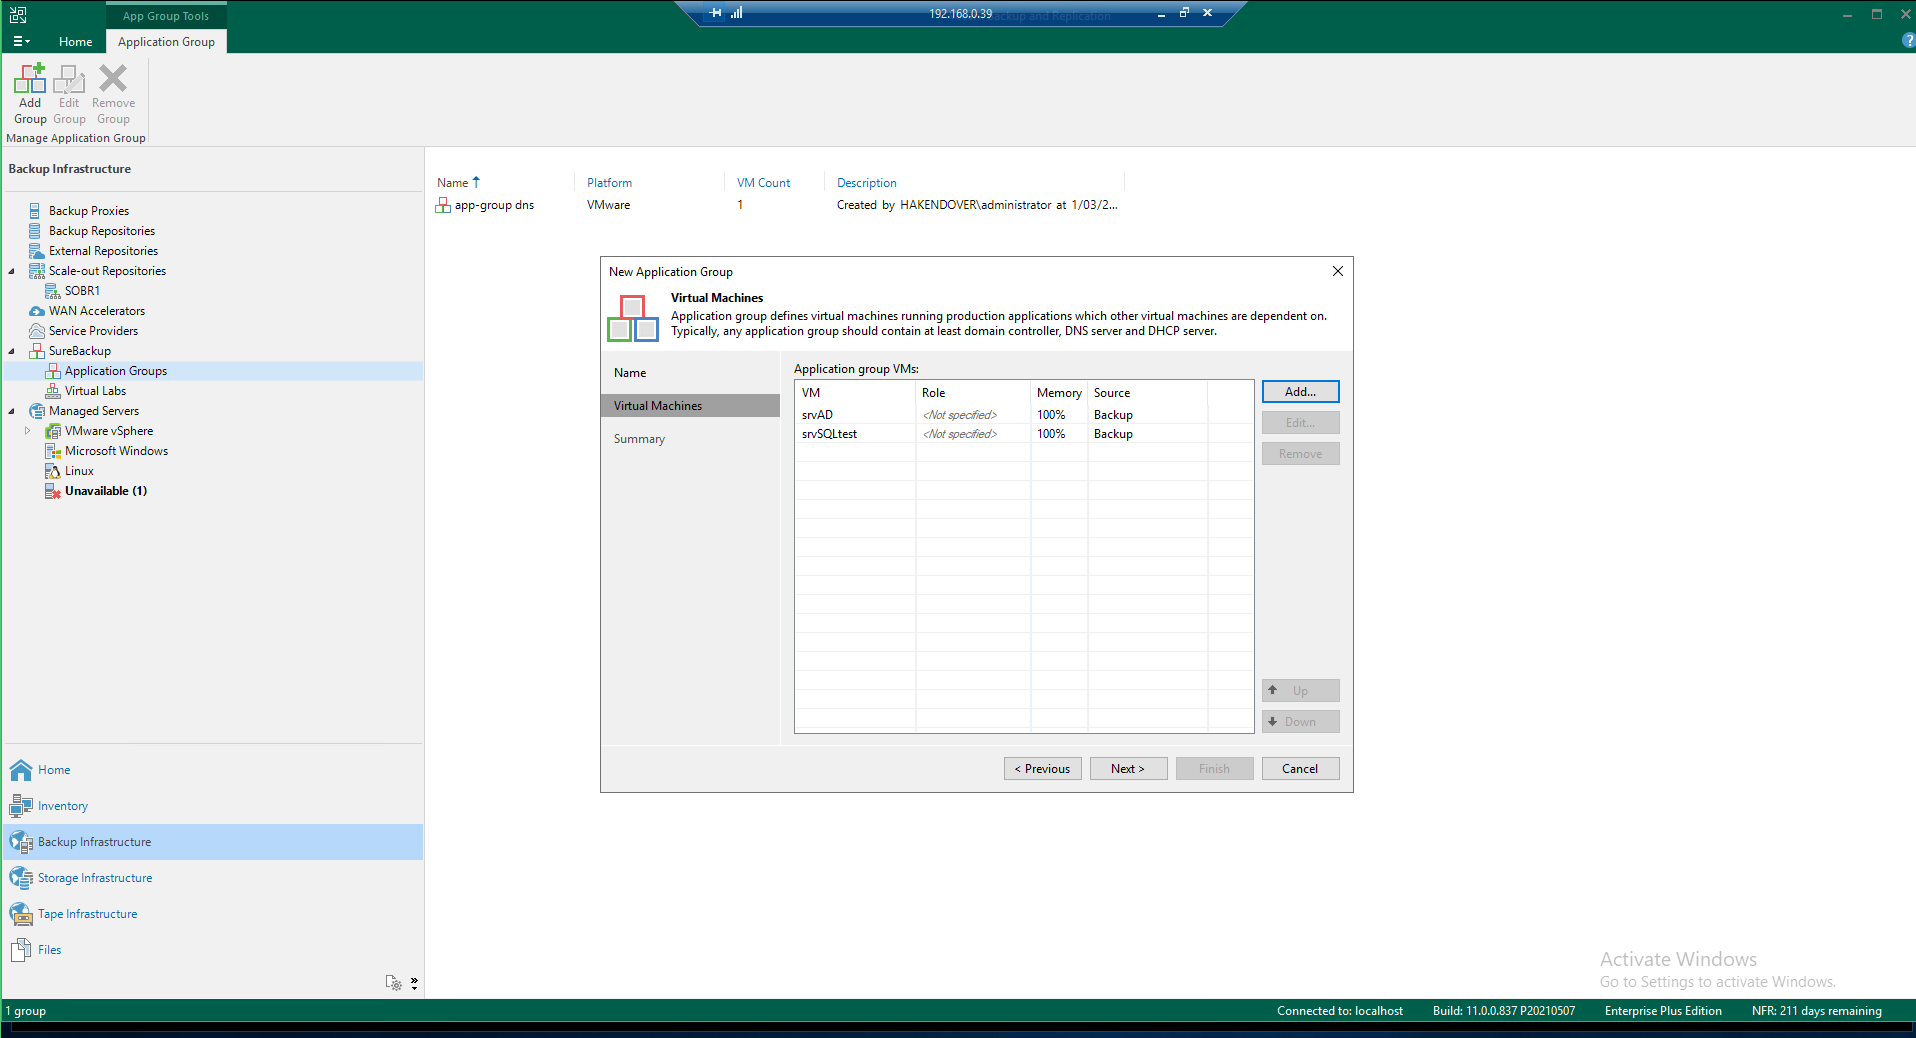 App Group Tools
192.168.0.39
Backup and Replication
Home
Application Group
Add Group
Edit Group
Remove Group
Manage Application Group
Backup Infrastructure
Backup Proxies
Backup Repositories
External Repositories
Scale-out Repositories
SOBR1
WAN Accelerators
Service Providers
SureBackup
Application Groups
Virtual Labs
Managed Servers
VMware vSphere
Microsoft Windows
Linux
Unavailable (1)
Home
Inventory
Backup Infrastructure
Storage Infrastructure
Tape Infrastructure
Files
Name Platform VM Count Description
app-group dns VMware 1 Created by HAKENDOVER\administrator at 1/03/2...
New Application Group
Virtual Machines
Application group defines virtual machines running production applications which other virtual machines are dependent on.
Typically, any application group should contain at least domain controller, DNS server and DHCP server.
Name
Virtual Machines
Summary
Application group VMs:
VM Role Memory Source
srvAD <Not specified> 100% Backup
srvSQLtest <Not specified> 100% Backup
Add...
Edit...
Remove
Up
Down
< Previous
Next >
Finish
Cancel
Activate Windows
Go to Settings to activate Windows.
1 group
Connected to: localhost
Build: 11.0.0.837 P20210507
Enterprise Plus Edition
NFR: 211 days remaining